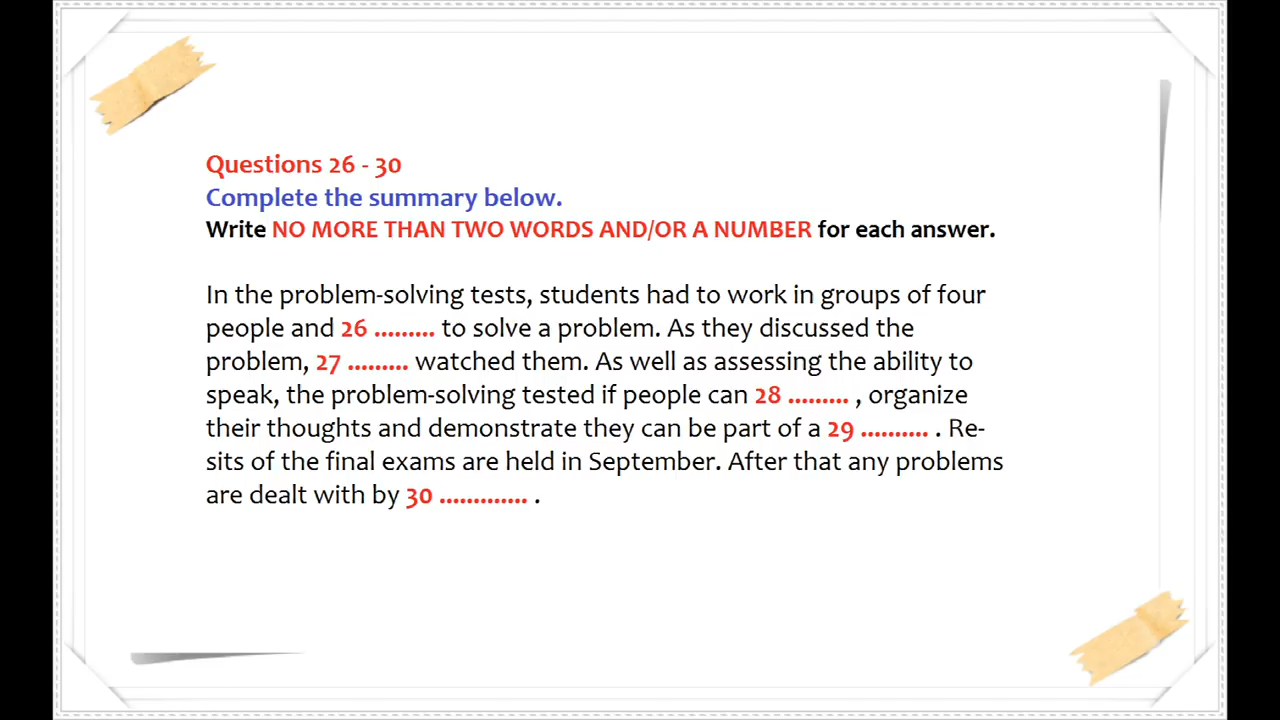 Questions 26 - 30
Complete the summary below.
Write NO MORE THAN TWO WORDS AND/OR A NUMBER for each answer.
In the problem-solving tests, students had to work in groups of four
people and 26 ......... to solve a problem. As they discussed the
problem, 27 ......... watched them. As well as assessing the ability to
speak, the problem-solving tested if people can 28 ......... , organize
their thoughts and demonstrate they can be part of a 29 .......... . Re-
sits of the final exams are held in September. After that any problems
are dealt with by 30 ............. .